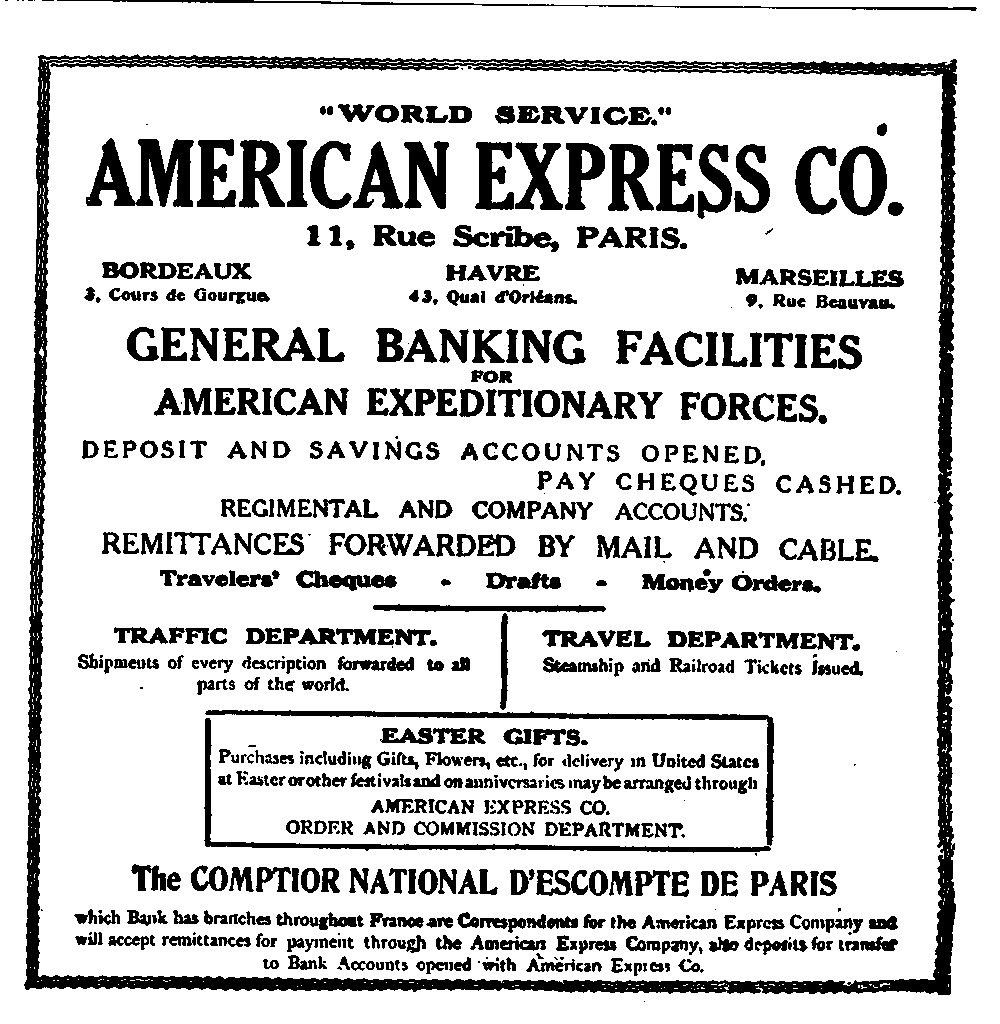 "WORLD SERVICE."
AMERICAN EXPRESS CO.
11, Rue Scribe, PARIS.
BORDEAUX
3, Cours de Gourgue.
HAVRE
43, Quai d'Orléans.
MARSEILLES
9, Rue Beauvau.
GENERAL BANKING FACILITIES
FOR
AMERICAN EXPEDITIONARY FORCES.
DEPOSIT AND SAVINGS ACCOUNTS OPENED,
PAY CHEQUES CASHED.
REGIMENTAL AND COMPANY ACCOUNTS.
REMITTANCES FORWARDED BY MAIL AND CABLE.
Travelers' Cheques - Drafts - Money Orders.
TRAFFIC DEPARTMENT.
Shipments of every description forwarded to all
parts of the world.
TRAVEL DEPARTMENT.
Steamship and Railroad Tickets issued.
EASTER GIFTS.
Purchases including Gifts, Flowers, etc., for delivery in United States
at Easter or other festivals and on anniversaries may be arranged through
AMERICAN EXPRESS CO.
ORDER AND COMMISSION DEPARTMENT.
The COMPTIOR NATIONAL D'ESCOMPTE DE PARIS
which Bank has branches throughout France are Correspondents for the American Express Company and
will accept remittances for payment through the American Express Company, also deposits for transfer
to Bank Accounts opened with American Express Co.